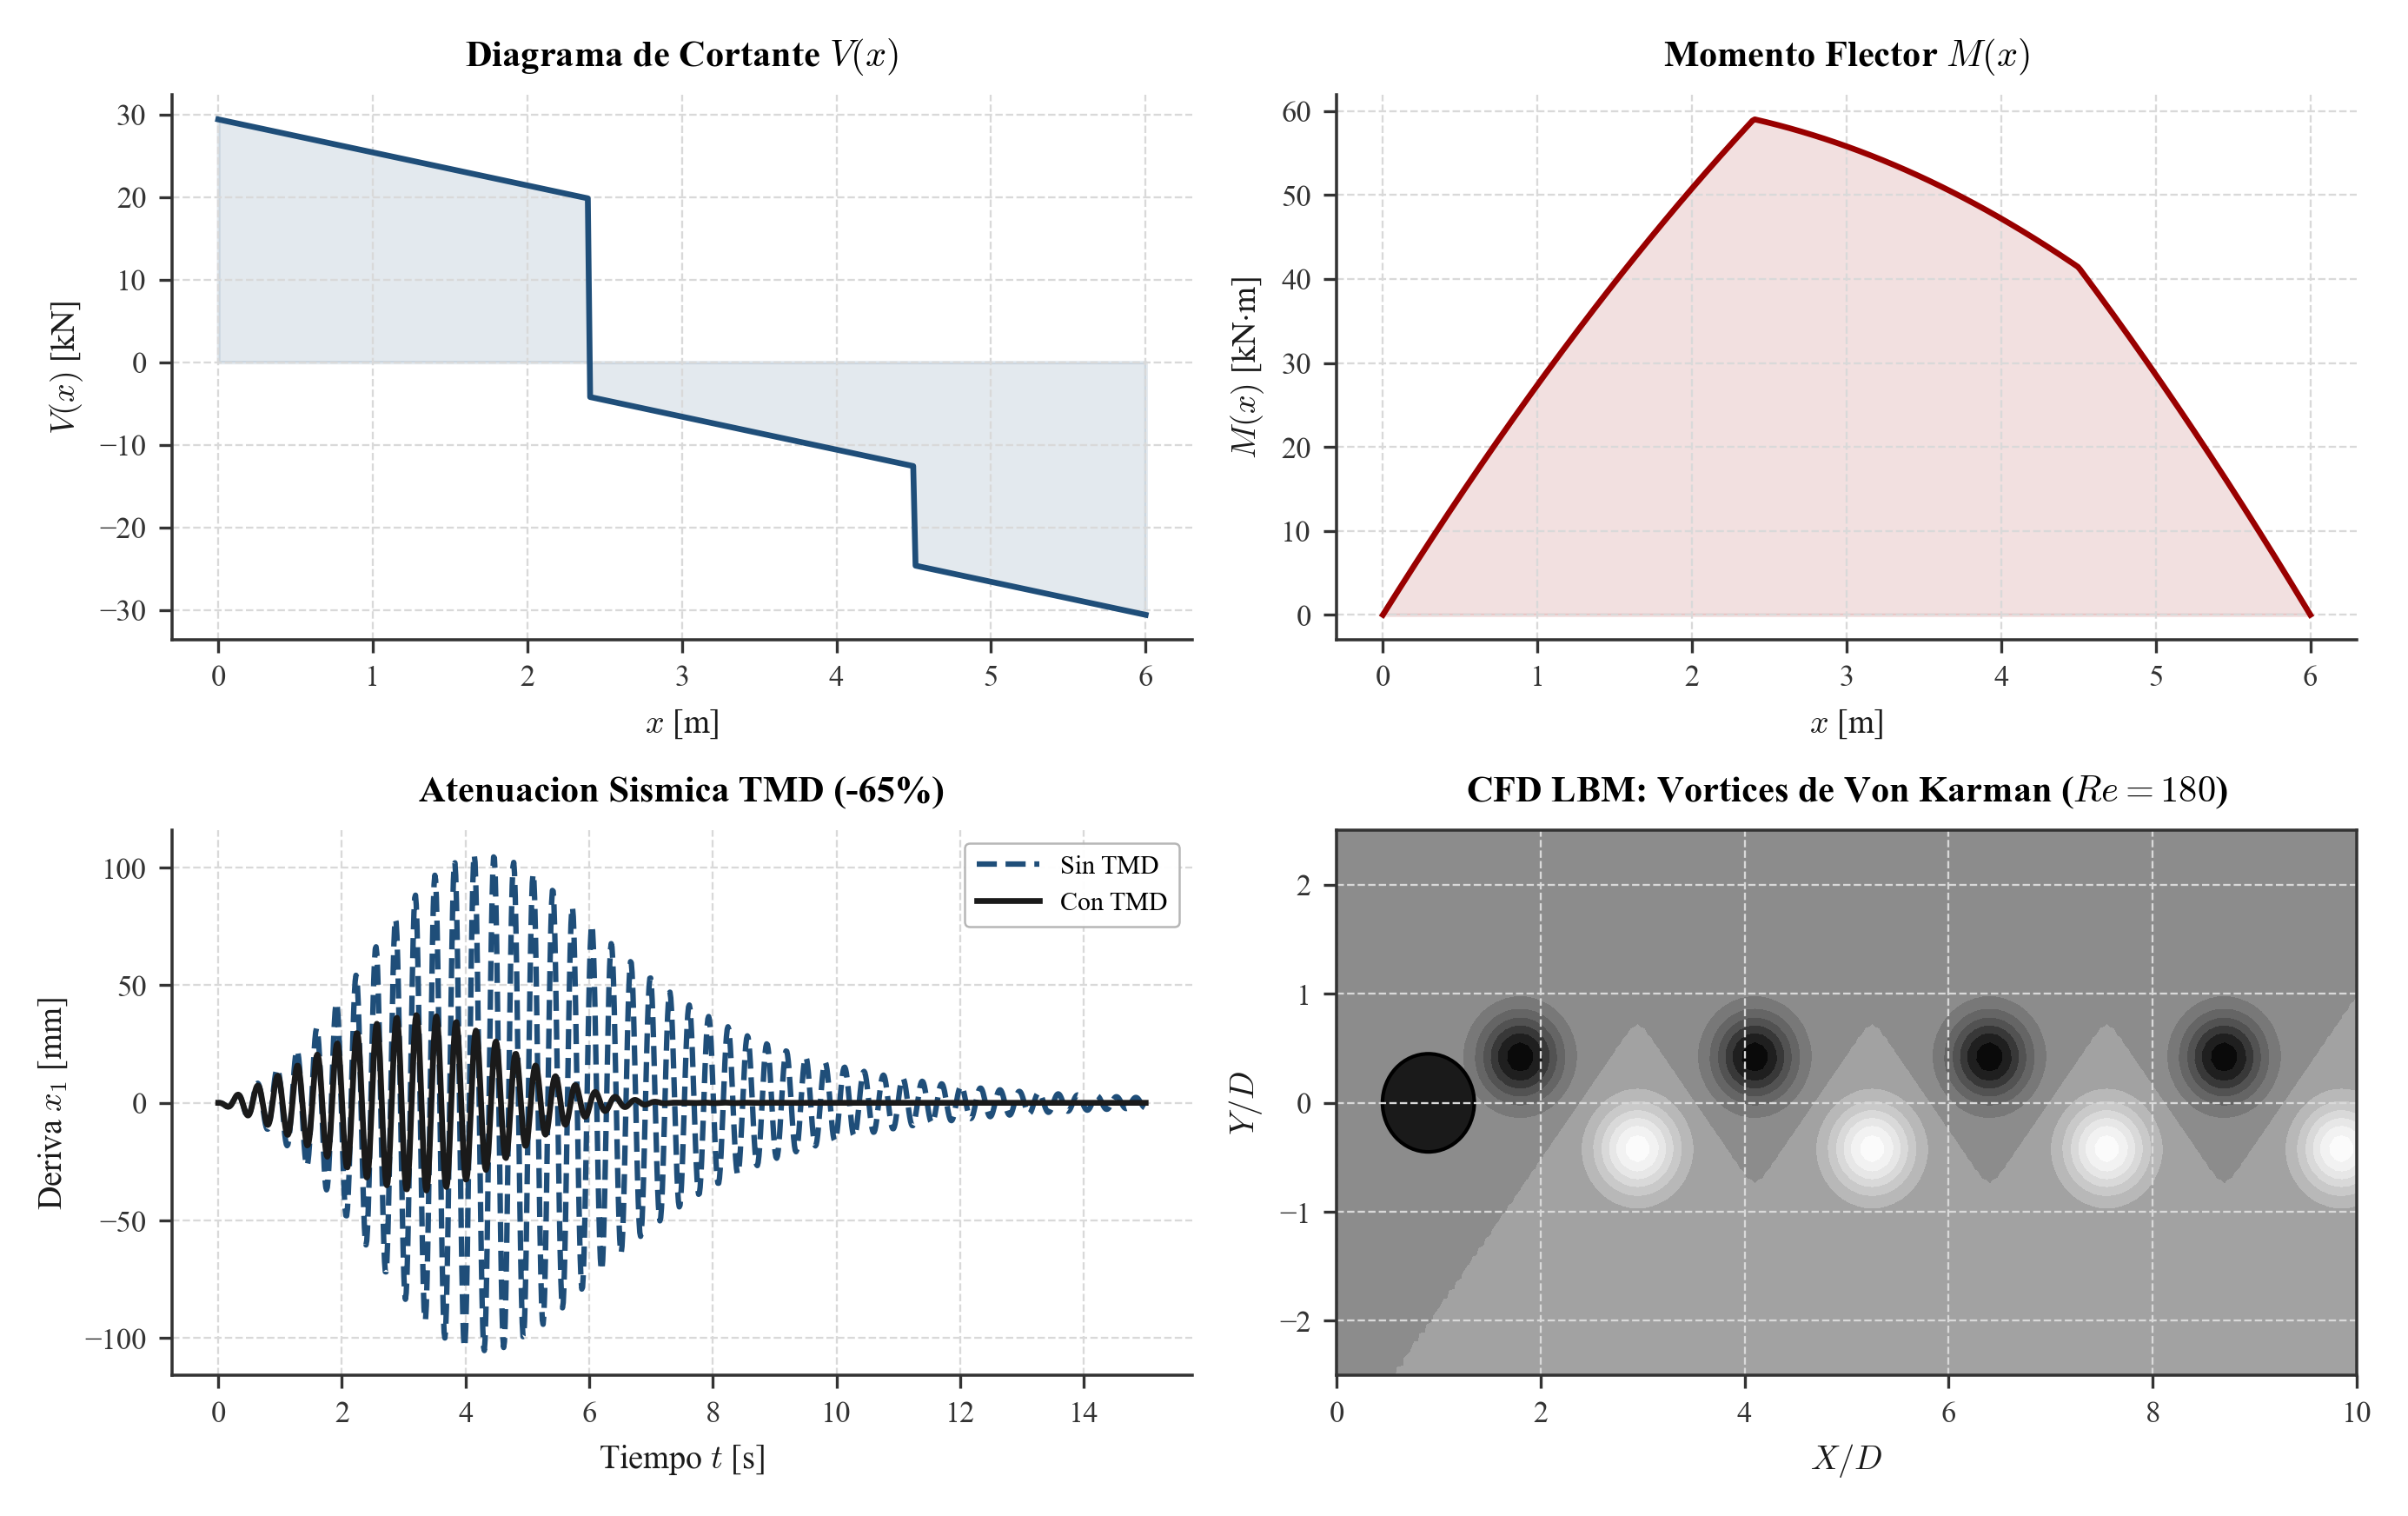 Diagrama de Cortante V(x)
30
20
10
0
−10
−20
−30
V(x) [kN]
0 1 2 3 4 5 6
x [m]
Momento Flector M(x)
60
50
40
30
20
10
0
M(x) [kN·m]
0 1 2 3 4 5 6
x [m]
Atenuacion Sismica TMD (-65%)
100
50
0
−50
−100
Deriva x₁ [mm]
Sin TMD
Con TMD
0 2 4 6 8 10 12 14
Tiempo t [s]
CFD LBM: Vortices de Von Karman (Re = 180)
2
1
0
−1
−2
Y/D
0 2 4 6 8 10
X/D